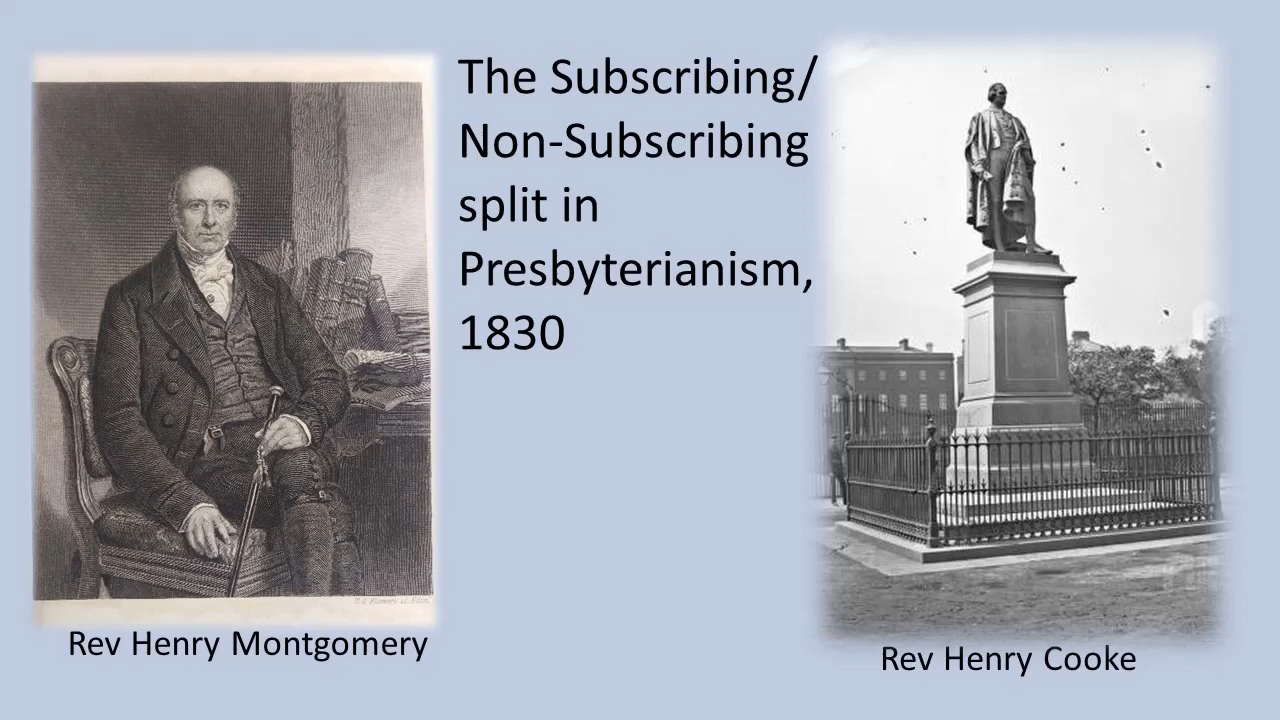 The Subscribing/
Non-Subscribing
split in
Presbyterianism,
1830
Rev Henry Montgomery
Rev Henry Cooke